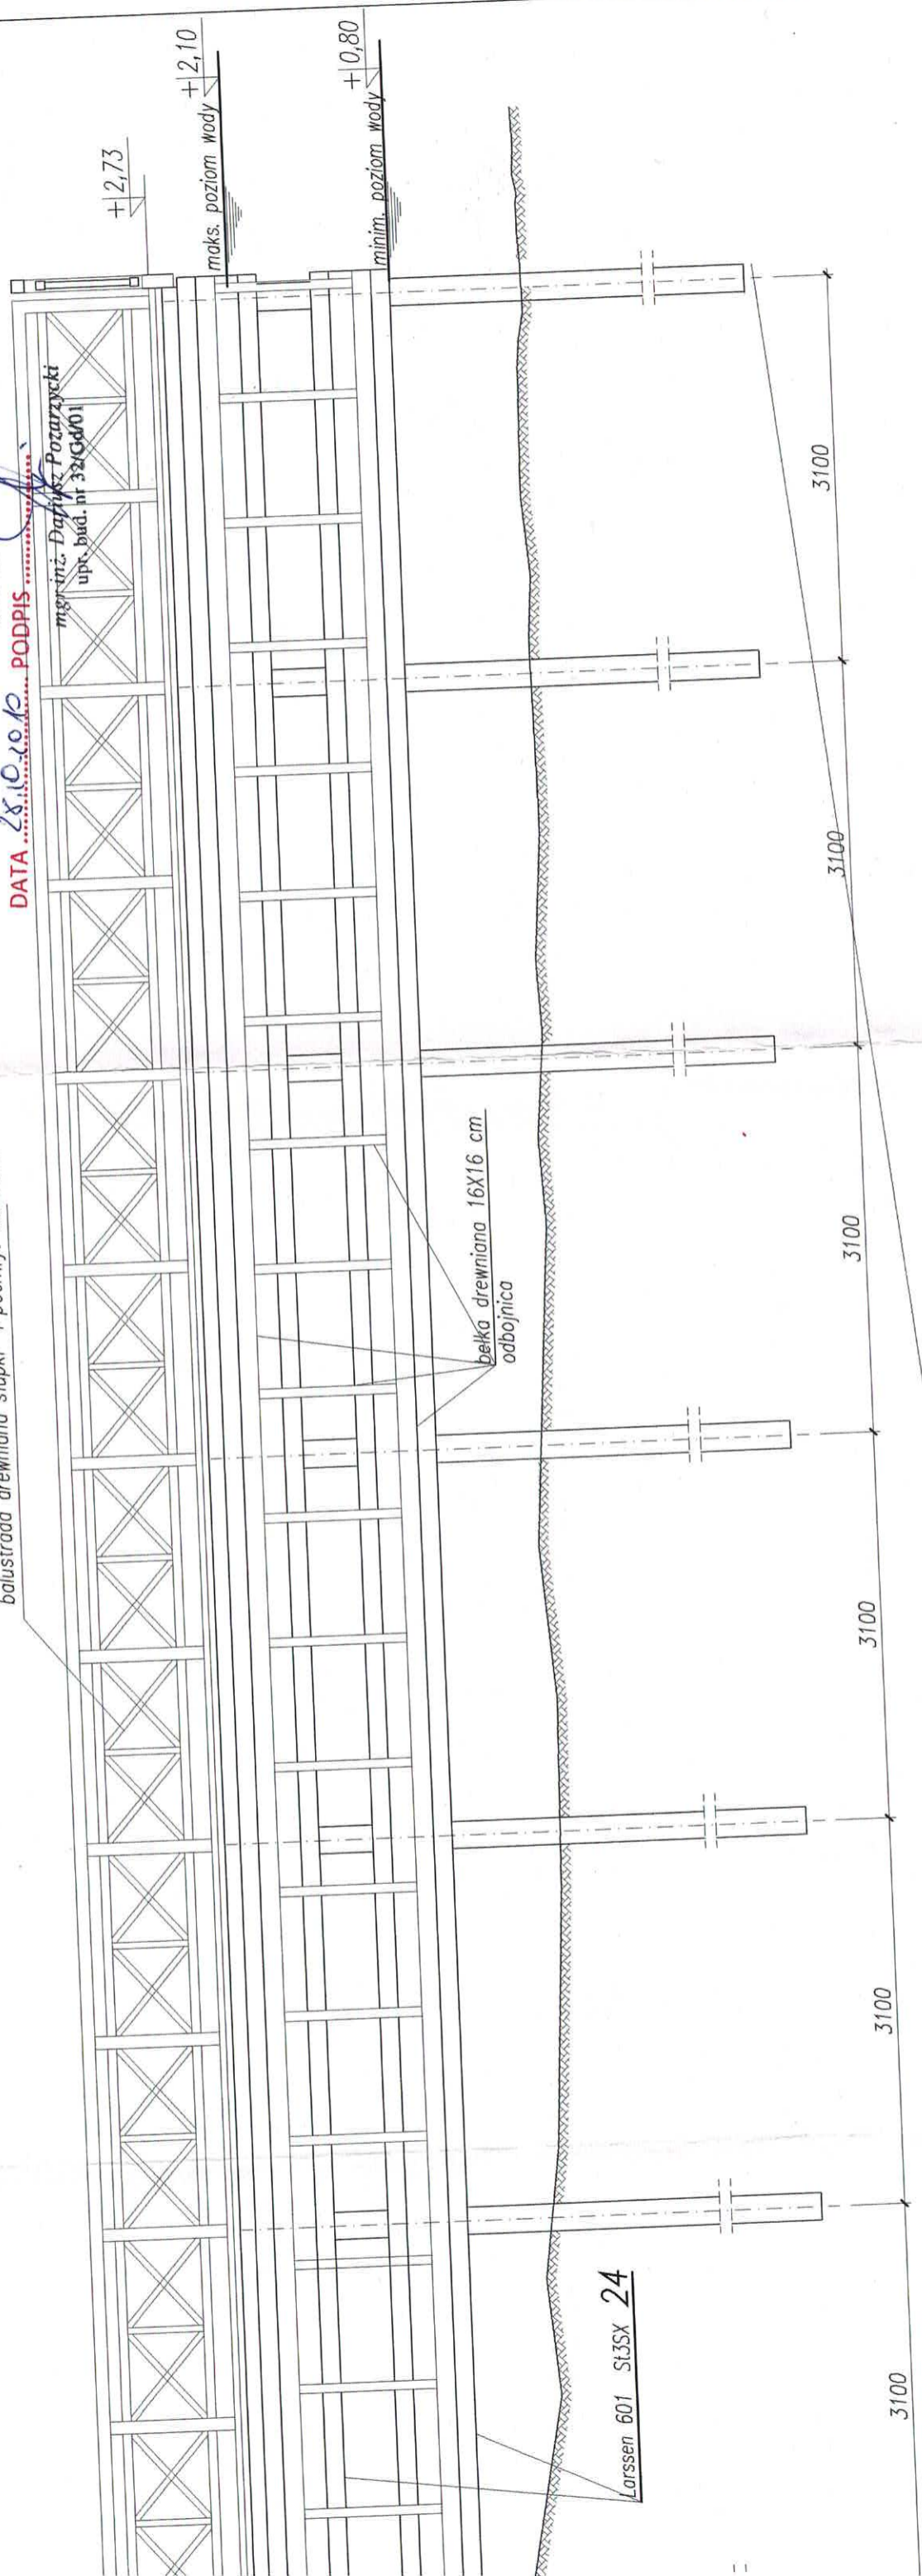 DATA 28.10.2010 PODPIS
mgr inż. Dariusz Pozarzycki
upr. bud. nr 32/Gd/01
balustrada drewniana słupki i
+2,73
+2,10
maks. poziom wody
+0,80
minim. poziom wody
belka drewniana 16X16 cm
odbojnica
Larssen 601 St3SX 24
3100
3100
3100
3100
3100
3100